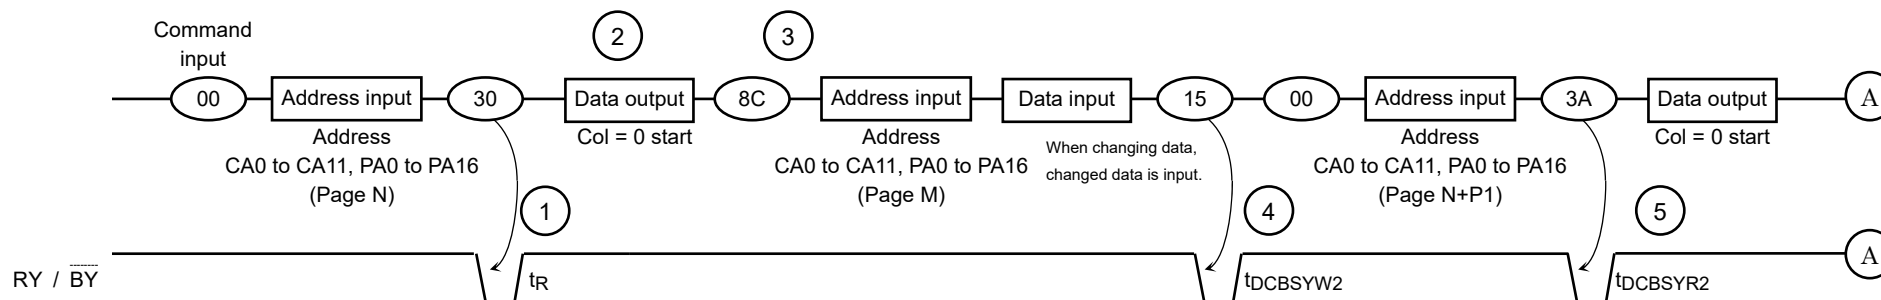 Command
input
2
3
00
Address input
30
Data output
8C
Address input
Data input
15
00
Address input
3A
Data output
A
Address
CA0 to CA11, PA0 to PA16
(Page N)
Col = 0 start
Address
CA0 to CA11, PA0 to PA16
(Page M)
When changing data,
changed data is input.
Address
CA0 to CA11, PA0 to PA16
(Page N+P1)
Col = 0 start
1
4
5
RY / BY
tR
tDCBSYW2
tDCBSYR2
A